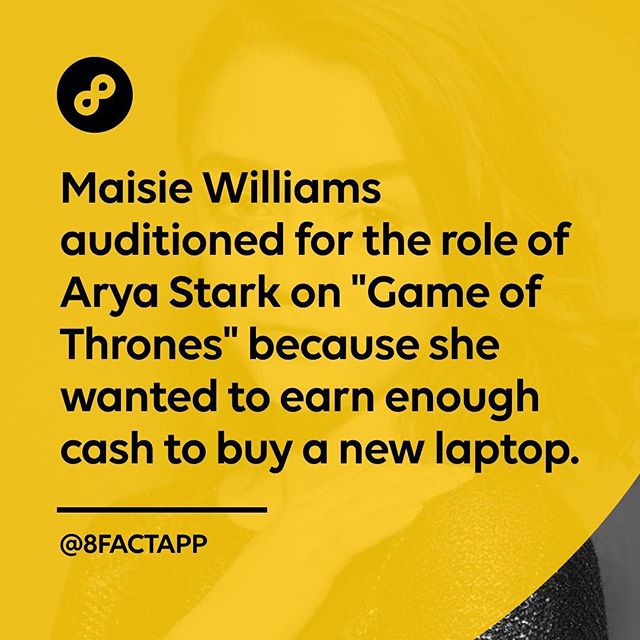 Maisie Williams
auditioned for the role of
Arya Stark on "Game of
Thrones" because she
wanted to earn enough
cash to buy a new laptop.
@8FACTAPP